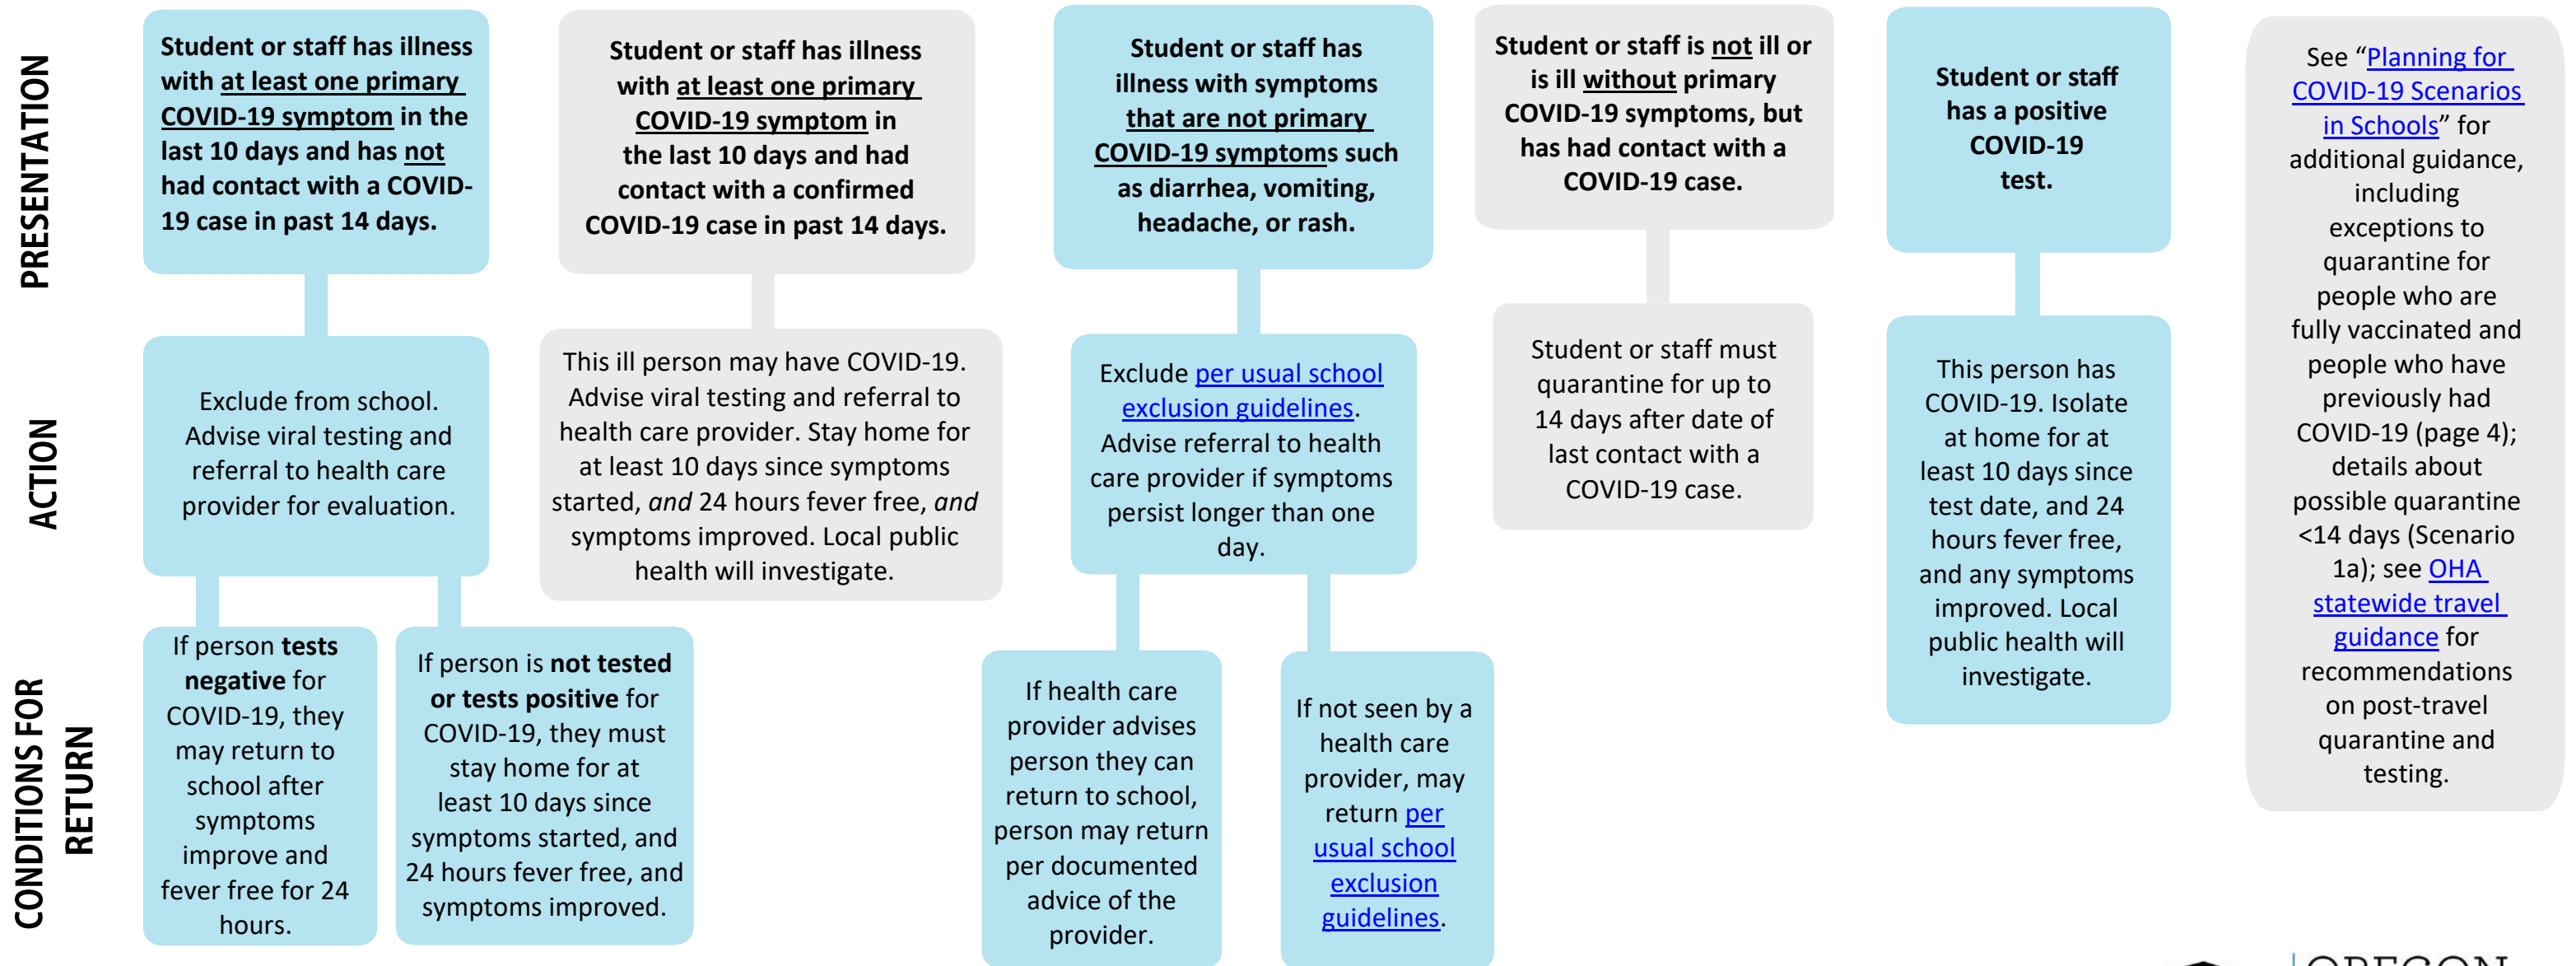 PRESENTATION
Student or staff has illness
with at least one primary
COVID-19 symptom in the
last 10 days and has not
had contact with a COVID-
19 case in past 14 days.
Student or staff has illness
with at least one primary
COVID-19 symptom in
the last 10 days and had
contact with a confirmed
COVID-19 case in past 14 days.
Student or staff has
illness with symptoms
that are not primary
COVID-19 symptoms such
as diarrhea, vomiting,
headache, or rash.
Student or staff is not ill or
is ill without primary
COVID-19 symptoms, but
has had contact with a
COVID-19 case.
Student or staff
has a positive
COVID-19
test.
See “Planning for
COVID-19 Scenarios
in Schools” for
additional guidance,
including
exceptions to
quarantine for
people who are
fully vaccinated and
people who have
previously had
COVID-19 (page 4);
details about
possible quarantine
<14 days (Scenario
1a); see OHA
statewide travel
guidance for
recommendations
on post-travel
quarantine and
testing.
ACTION
Exclude from school.
Advise viral testing and
referral to health care
provider for evaluation.
This ill person may have COVID-19.
Advise viral testing and referral to
health care provider. Stay home for
at least 10 days since symptoms
started, and 24 hours fever free, and
symptoms improved. Local public
health will investigate.
Exclude per usual school
exclusion guidelines.
Advise referral to health
care provider if symptoms
persist longer than one
day.
Student or staff must
quarantine for up to
14 days after date of
last contact with a
COVID-19 case.
This person has
COVID-19. Isolate
at home for at
least 10 days since
test date, and 24
hours fever free,
and any symptoms
improved. Local
public health will
investigate.
CONDITIONS FOR
RETURN
If person tests
negative for
COVID-19, they
may return to
school after
symptoms
improve and
fever free for 24
hours.
If person is not tested
or tests positive for
COVID-19, they must
stay home for at
least 10 days since
symptoms started, and
24 hours fever free, and
symptoms improved.
If health care
provider advises
person they can
return to school,
person may return
per documented
advice of the
provider.
If not seen by a
health care
provider, may
return per
usual school
exclusion
guidelines.
OREGON